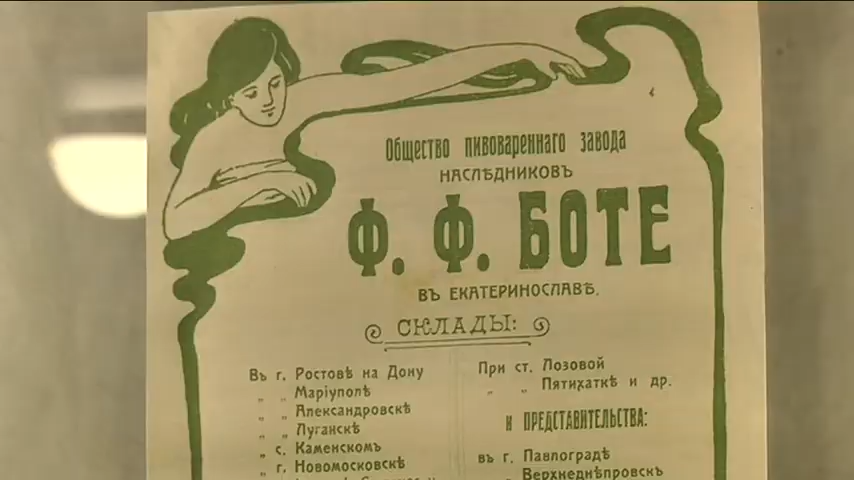 Общество пивовареннаго завода
НАСЛѢДНИКОВЪ
Ф. Ф. БОТЕ
ВЪ ЕКАТЕРИНОСЛАВѢ.
СКЛАДЫ:
Въ г. Ростовѣ на Дону
„ „ Маріуполѣ
„ „ Александровскѣ
„ „ Луганскѣ
„ с. Каменскомъ
„ г. Новомосковскѣ
При ст. Лозовой
„ „ Пятихаткѣ и др.
И ПРЕДСТАВИТЕЛЬСТВА:
въ г. Павлоградѣ
Верхнеднѣпровскѣ